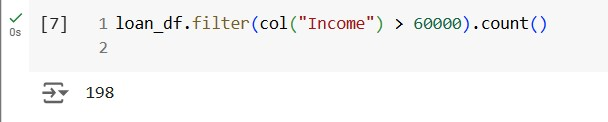 [7] 1 loan_df.filter(col("Income") > 60000).count()
0s 2
198